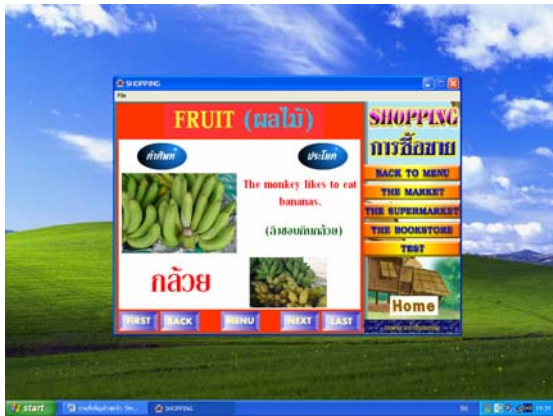 SHOPPING
File
FRUIT (ผลไม้)
คำศัพท์
ประโยค
The monkey likes to eat
bananas.
(ลิงชอบกินกล้วย)
กล้วย
FIRST
BACK
MENU
NEXT
LAST
SHOPPING
การซื้อขาย
BACK TO MENU
THE MARKET
THE SUPERMARKET
THE BOOKSTORE
TEST
Home
start
SHOPPING